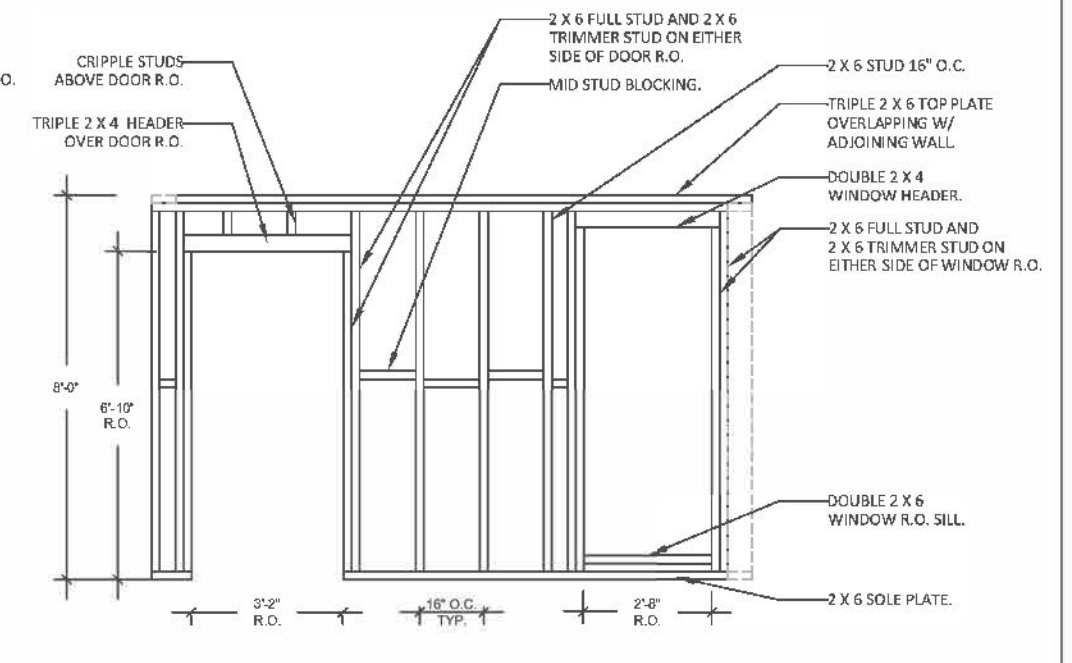 O.
CRIPPLE STUDS
ABOVE DOOR R.O.
TRIPLE 2 X 4 HEADER
OVER DOOR R.O.
2 X 6 FULL STUD AND 2 X 6
TRIMMER STUD ON EITHER
SIDE OF DOOR R.O.
MID STUD BLOCKING.
2 X 6 STUD 16" O.C.
TRIPLE 2 X 6 TOP PLATE
OVERLAPPING W/
ADJOINING WALL
DOUBLE 2 X 4
WINDOW HEADER.
2 X 6 FULL STUD AND
2 X 6 TRIMMER STUD ON
EITHER SIDE OF WINDOW R.O.
8'-0"
6'-10"
R.O.
DOUBLE 2 X 6
WINDOW R.O. SILL.
2 X 6 SOLE PLATE.
3'-2"
R.O.
16" O.C.
TYP.
2'-8"
R.O.